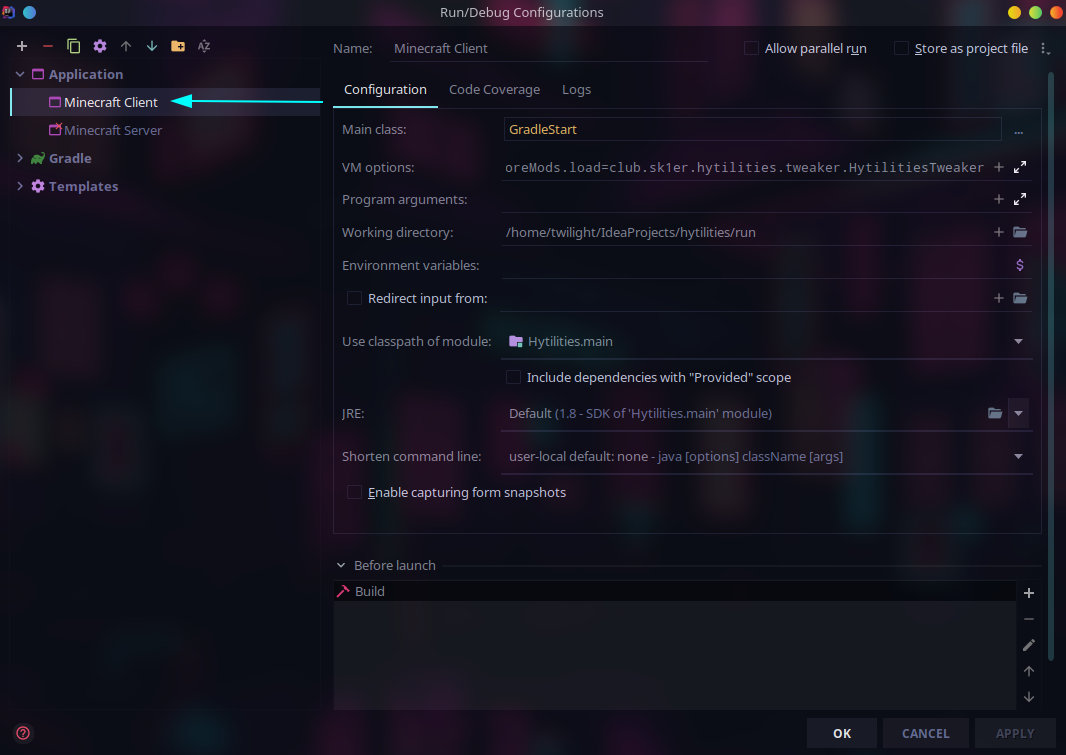 Run/Debug Configurations
Name: Minecraft Client
Allow parallel run
Store as project file
Application
Minecraft Client
Minecraft Server
Gradle
Templates
Configuration Code Coverage Logs
Main class: GradleStart ...
VM options: oreMods.load=club.sk1er.hytilities.tweaker.HytilitiesTweaker
Program arguments:
Working directory: /home/twilight/IdeaProjects/hytilities/run
Environment variables: $
Redirect input from:
Use classpath of module: Hytilities.main
Include dependencies with "Provided" scope
JRE: Default (1.8 - SDK of 'Hytilities.main' module)
Shorten command line: user-local default: none - java [options] className [args]
Enable capturing form snapshots
Before launch
Build
? OK CANCEL APPLY